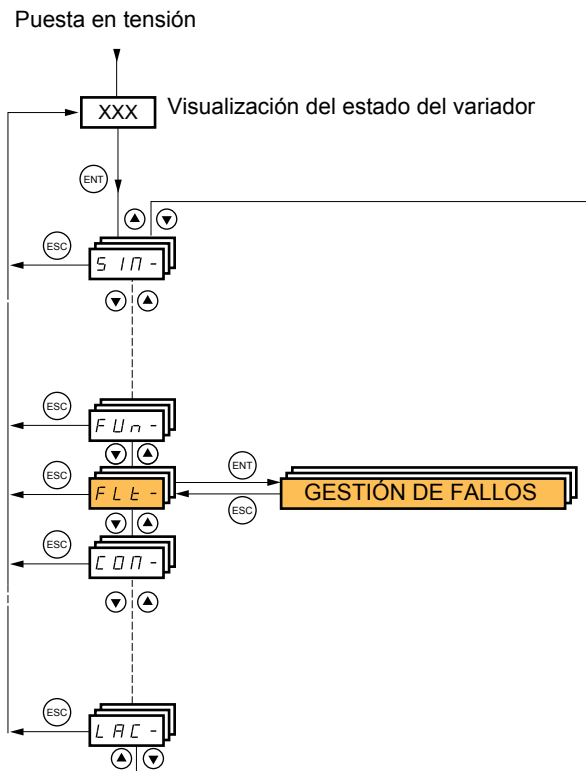 Puesta en tensión
XXX
Visualización del estado del variador
ENT
ESC
SIM-
ESC
FUn-
ESC
FLt-
ENT
ESC
GESTIÓN DE FALLOS
ESC
COM-
ESC
LAC-